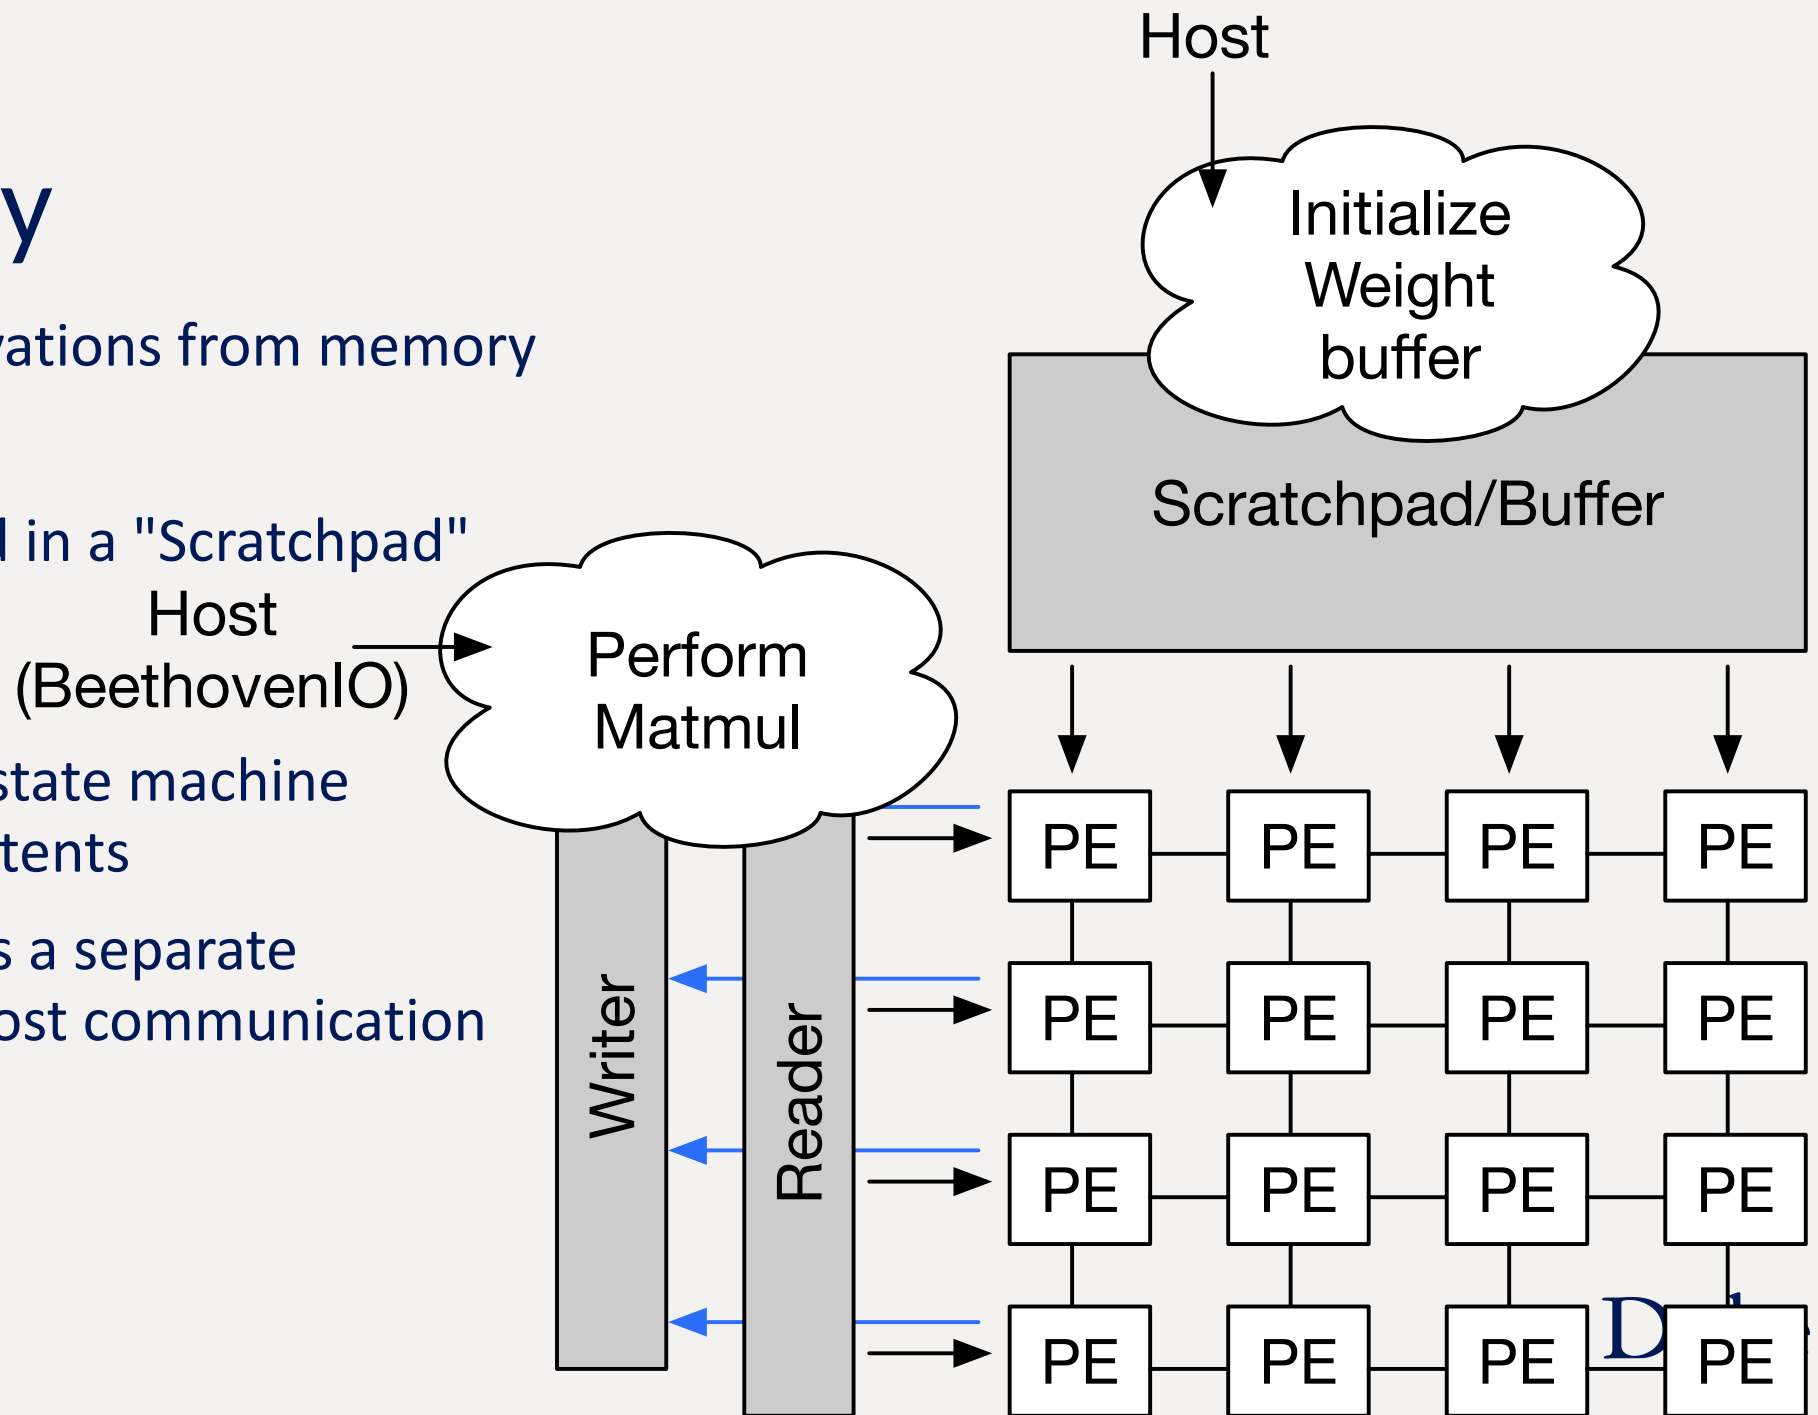 Host
y
Initialize
Weight
buffer
vations from memory
Scratchpad/Buffer
d in a "Scratchpad"
Host
(BeethovenIO)
Perform
Matmul
state machine
tents
s a separate
ost communication
Writer
Reader
PE PE PE PE
PE PE PE PE
PE PE PE PE
PE PE PE PE